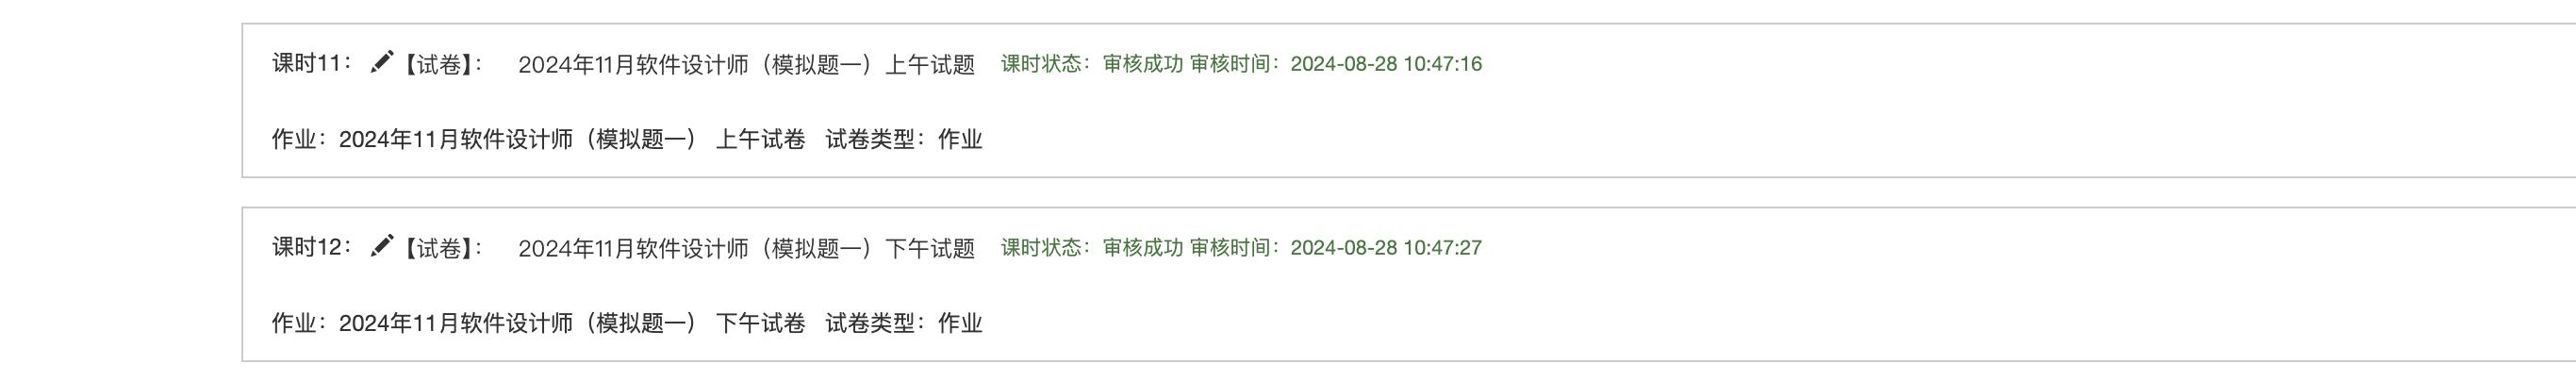 课时11： 【试卷】： 2024年11月软件设计师（模拟题一）上午试题 课时状态：审核成功 审核时间：2024-08-28 10:47:16
作业：2024年11月软件设计师（模拟题一） 上午试卷 试卷类型：作业
课时12： 【试卷】： 2024年11月软件设计师（模拟题一）下午试题 课时状态：审核成功 审核时间：2024-08-28 10:47:27
作业：2024年11月软件设计师（模拟题一） 下午试卷 试卷类型：作业